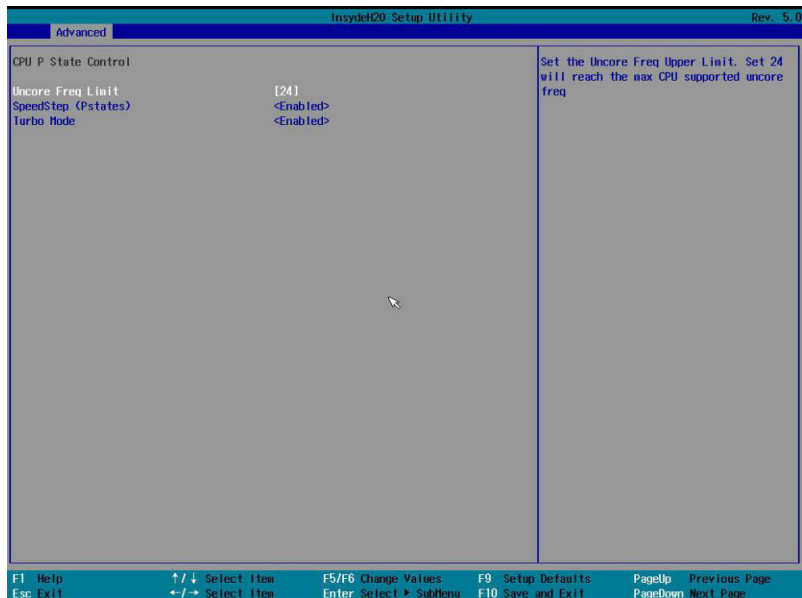 InsydeH20 Setup Utility Rev. 5.0
Advanced
CPU P State Control
Uncore Freq Limit [24]
SpeedStep (Pstates) <Enabled>
Turbo Mode <Enabled>
Set the Uncore Freq Upper Limit. Set 24
will reach the max CPU supported uncore
freq
F1 Help ↑/↓ Select Item F5/F6 Change Values F9 Setup Defaults PageUp Previous Page
Esc Exit ←/→ Select Item Enter Select ▶ SubMenu F10 Save and Exit PageDown Next Page